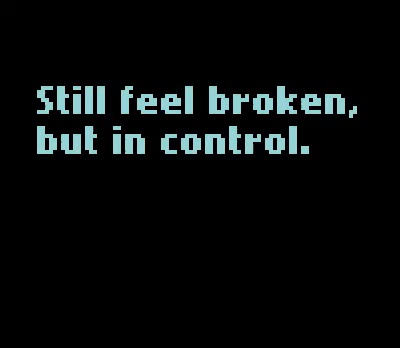 Still feel broken,
but in control.